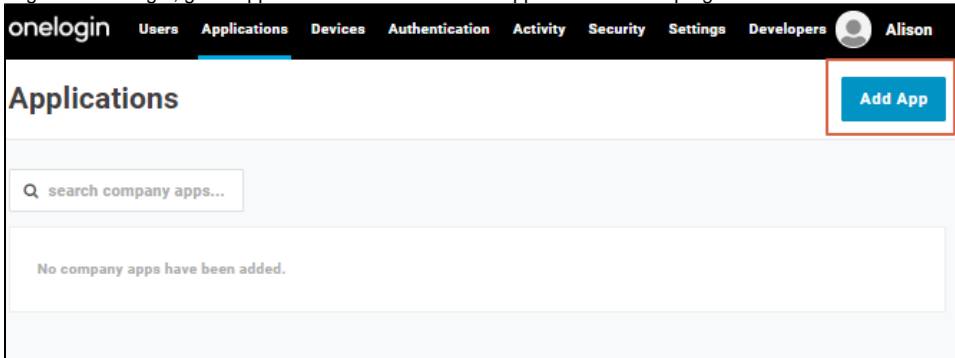 onelogin Users Applications Devices Authentication Activity Security Settings Developers Alison
Applications
Add App
search company apps...
No company apps have been added.